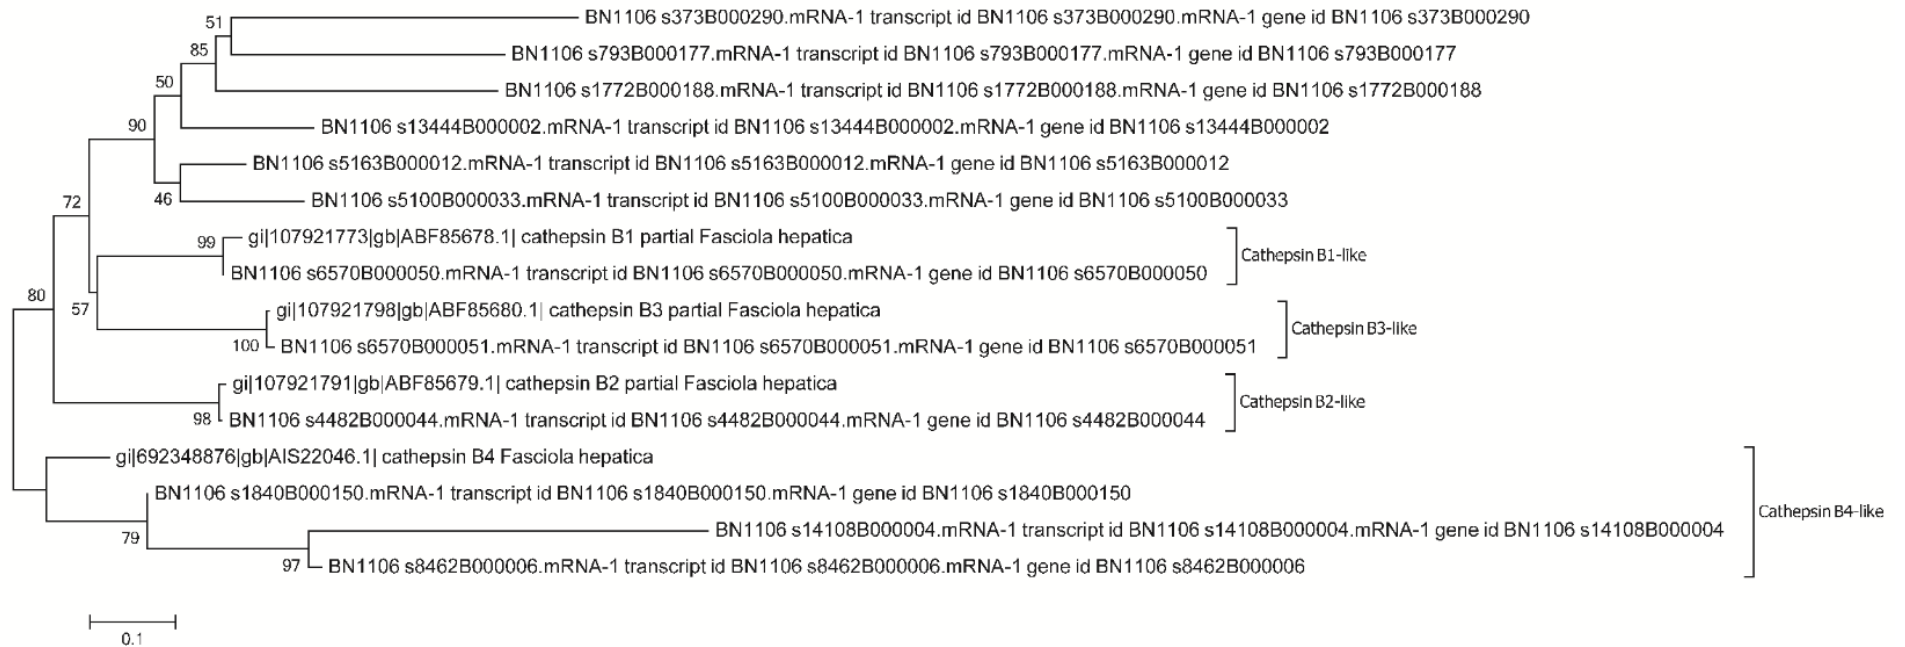 51
BN1106 s373B000290.mRNA-1 transcript id BN1106 s373B000290.mRNA-1 gene id BN1106 s373B000290
85
BN1106 s793B000177.mRNA-1 transcript id BN1106 s793B000177.mRNA-1 gene id BN1106 s793B000177
50
BN1106 s1772B000188.mRNA-1 transcript id BN1106 s1772B000188.mRNA-1 gene id BN1106 s1772B000188
90
BN1106 s13444B000002.mRNA-1 transcript id BN1106 s13444B000002.mRNA-1 gene id BN1106 s13444B000002
BN1106 s5163B000012.mRNA-1 transcript id BN1106 s5163B000012.mRNA-1 gene id BN1106 s5163B000012
46
BN1106 s5100B000033.mRNA-1 transcript id BN1106 s5100B000033.mRNA-1 gene id BN1106 s5100B000033
72
99
gi|107921773|gb|ABF85678.1| cathepsin B1 partial Fasciola hepatica
Cathepsin B1-like
BN1106 s6570B000050.mRNA-1 transcript id BN1106 s6570B000050.mRNA-1 gene id BN1106 s6570B000050
80
57
gi|107921798|gb|ABF85680.1| cathepsin B3 partial Fasciola hepatica
Cathepsin B3-like
100
BN1106 s6570B000051.mRNA-1 transcript id BN1106 s6570B000051.mRNA-1 gene id BN1106 s6570B000051
gi|107921791|gb|ABF85679.1| cathepsin B2 partial Fasciola hepatica
Cathepsin B2-like
98
BN1106 s4482B000044.mRNA-1 transcript id BN1106 s4482B000044.mRNA-1 gene id BN1106 s4482B000044
gi|692348876|gb|AIS22046.1| cathepsin B4 Fasciola hepatica
BN1106 s1840B000150.mRNA-1 transcript id BN1106 s1840B000150.mRNA-1 gene id BN1106 s1840B000150
Cathepsin B4-like
79
BN1106 s14108B000004.mRNA-1 transcript id BN1106 s14108B000004.mRNA-1 gene id BN1106 s14108B000004
97
BN1106 s8462B000006.mRNA-1 transcript id BN1106 s8462B000006.mRNA-1 gene id BN1106 s8462B000006
0.1